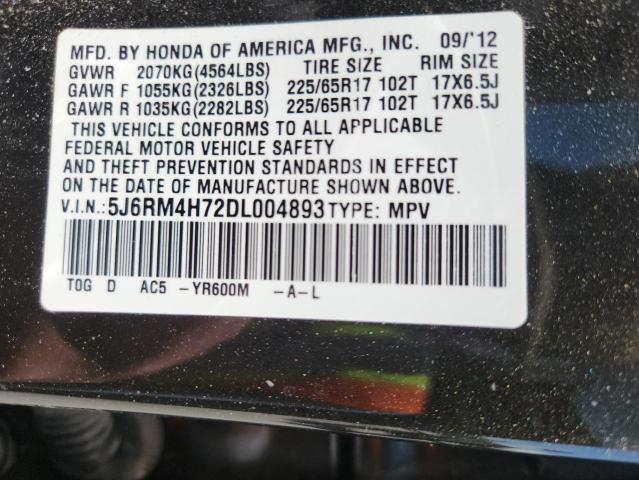 MFD. BY HONDA OF AMERICA MFG., INC. 09/'12
GVWR 2070KG(4564LBS) TIRE SIZE RIM SIZE
GAWR F 1055KG(2326LBS) 225/65R17 102T 17X6.5J
GAWR R 1035KG(2282LBS) 225/65R17 102T 17X6.5J
THIS VEHICLE CONFORMS TO ALL APPLICABLE
FEDERAL MOTOR VEHICLE SAFETY
AND THEFT PREVENTION STANDARDS IN EFFECT
ON THE DATE OF MANUFACTURE SHOWN ABOVE.
V.I.N.:5J6RM4H72DL004893 TYPE: MPV
T0G D AC5 -YR600M -A-L